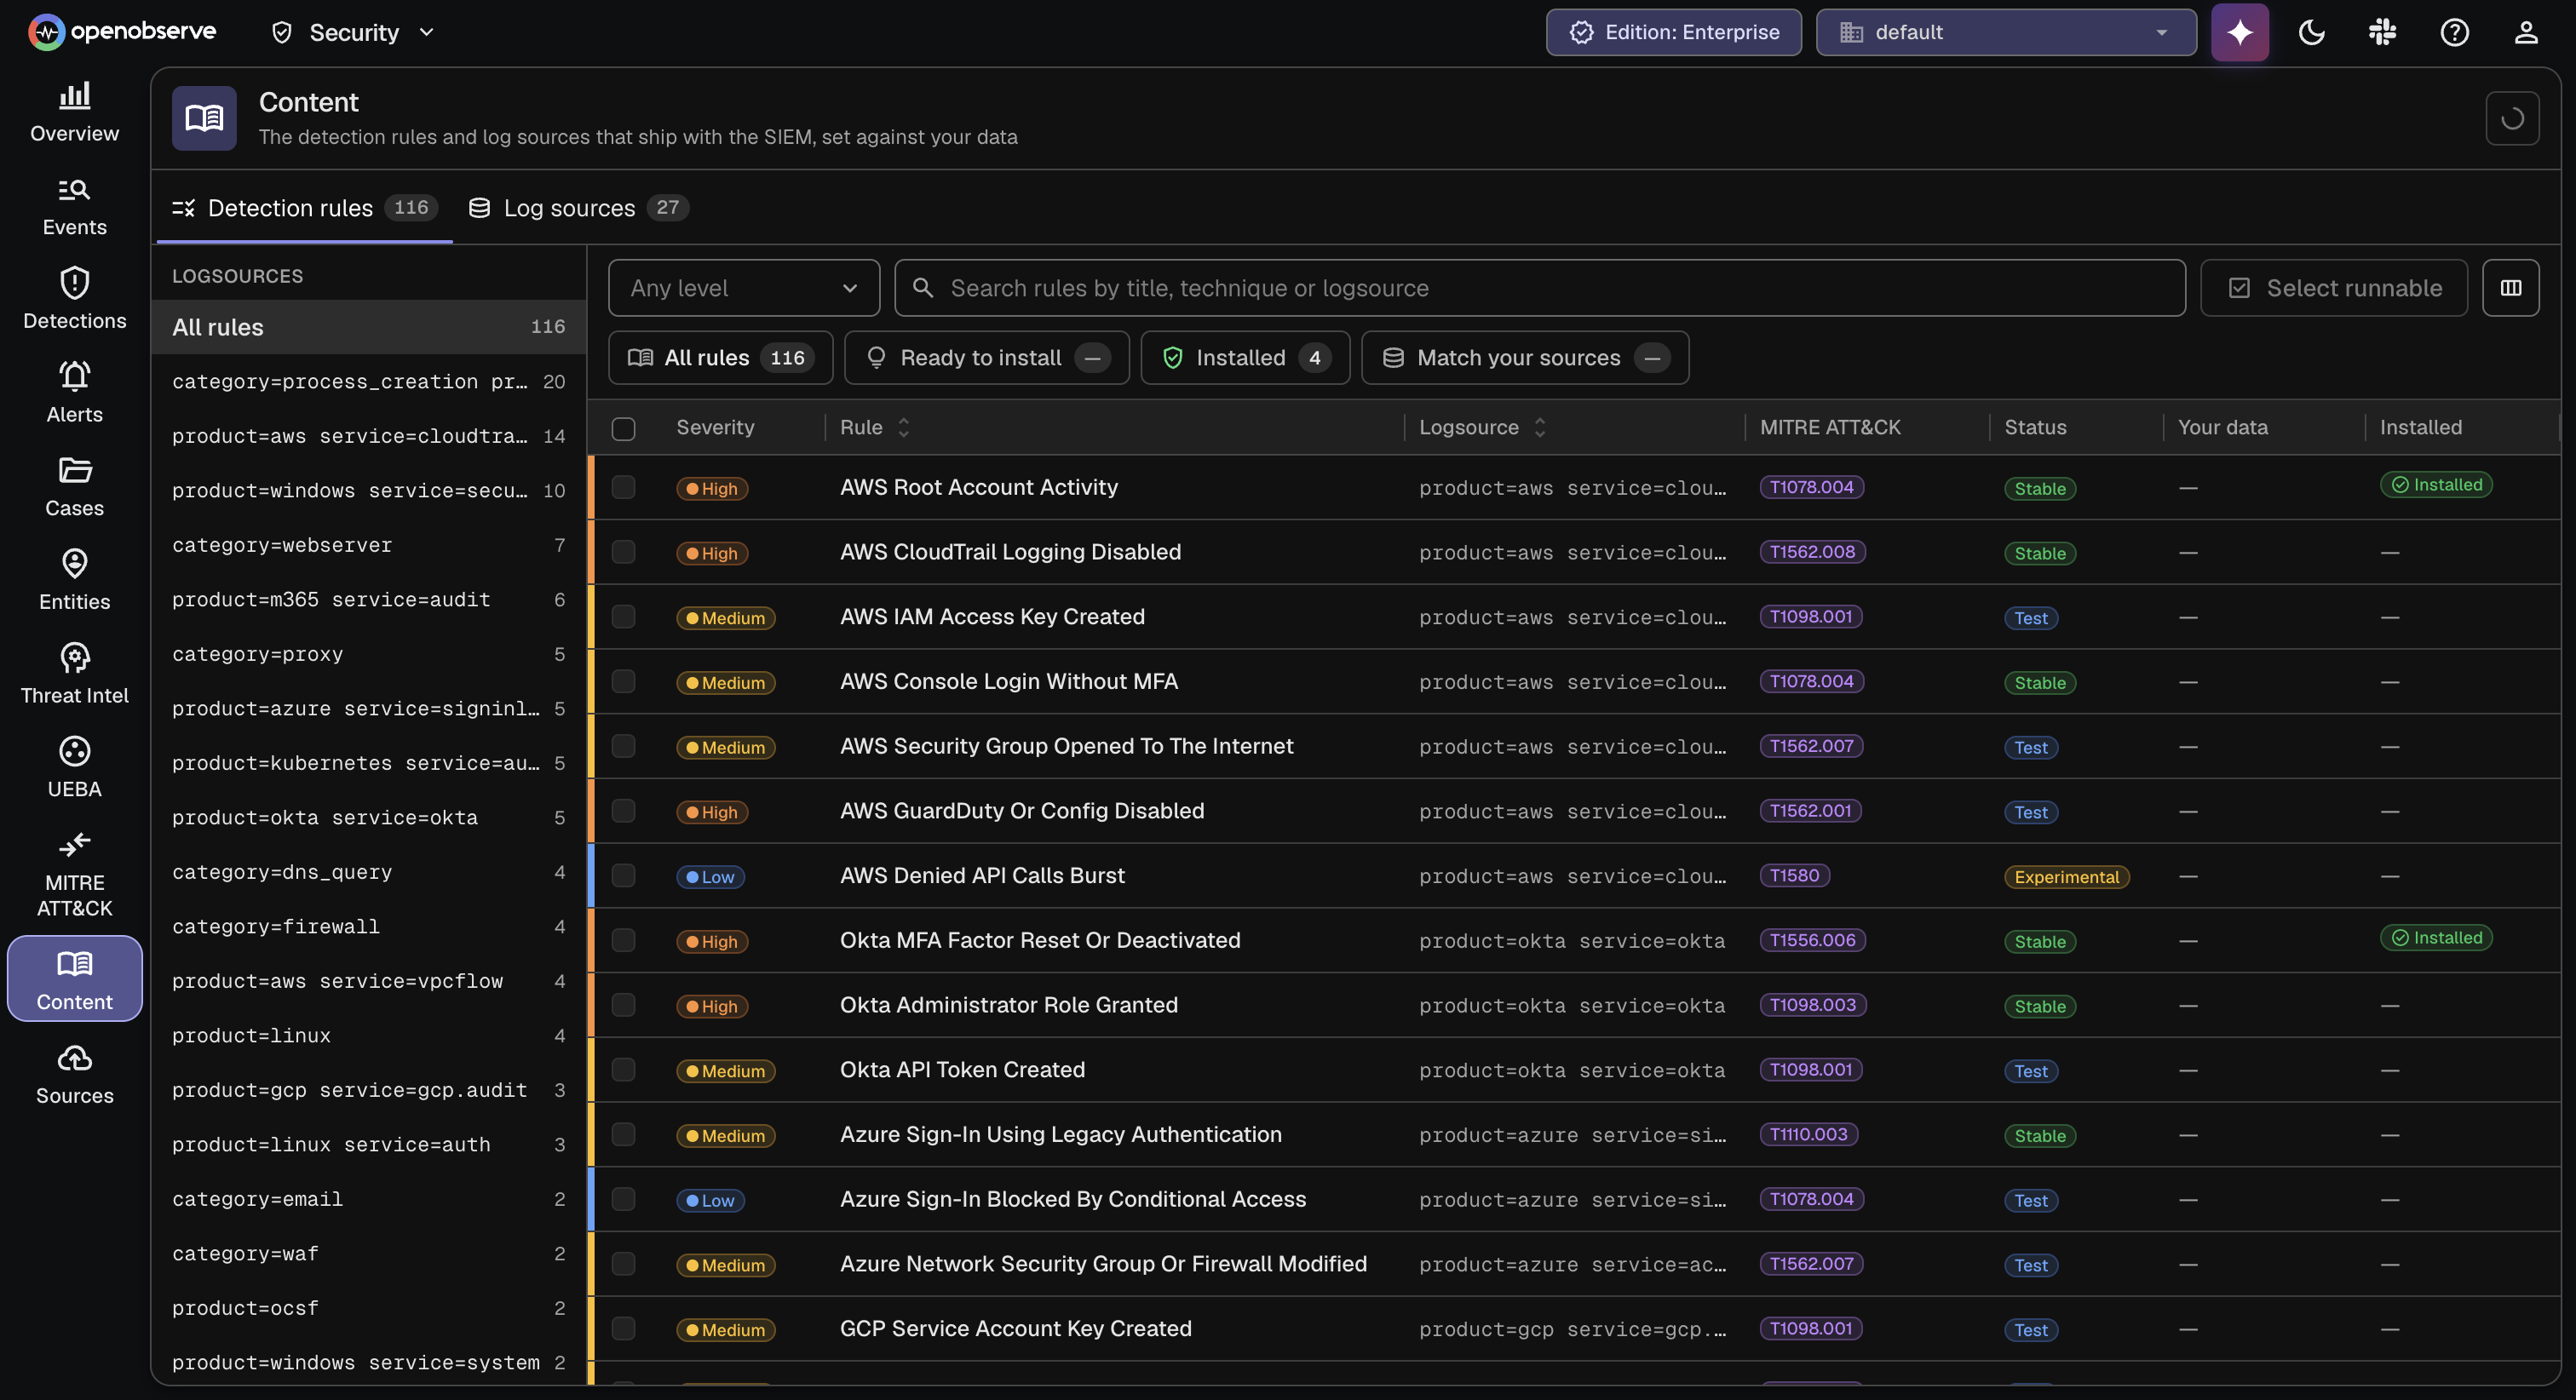 openobserve
Security
Edition: Enterprise
default
Overview
Events
Detections
Alerts
Cases
Entities
Threat Intel
UEBA
MITRE
ATT&CK
Content
Sources
Content
The detection rules and log sources that ship with the SIEM, set against your data
Detection rules 116
Log sources 27
LOGSOURCES
All rules 116
category=process_creation pr… 20
product=aws service=cloudtra… 14
product=windows service=secu… 10
category=webserver 7
product=m365 service=audit 6
category=proxy 5
product=azure service=signinl… 5
product=kubernetes service=au… 5
product=okta service=okta 5
category=dns_query 4
category=firewall 4
product=aws service=vpcflow 4
product=linux 4
product=gcp service=gcp.audit 3
product=linux service=auth 3
category=email 2
category=waf 2
product=ocsf 2
product=windows service=system 2
Any level
Search rules by title, technique or logsource
Select runnable
All rules 116
Ready to install —
Installed 4
Match your sources —
Severity Rule Logsource MITRE ATT&CK Status Your data Installed
High AWS Root Account Activity product=aws service=clou… T1078.004 Stable — Installed
High AWS CloudTrail Logging Disabled product=aws service=clou… T1562.008 Stable — —
Medium AWS IAM Access Key Created product=aws service=clou… T1098.001 Test — —
Medium AWS Console Login Without MFA product=aws service=clou… T1078.004 Stable — —
Medium AWS Security Group Opened To The Internet product=aws service=clou… T1562.007 Test — —
High AWS GuardDuty Or Config Disabled product=aws service=clou… T1562.001 Test — —
Low AWS Denied API Calls Burst product=aws service=clou… T1580 Experimental — —
High Okta MFA Factor Reset Or Deactivated product=okta service=okta T1556.006 Stable — Installed
High Okta Administrator Role Granted product=okta service=okta T1098.003 Stable — —
Medium Okta API Token Created product=okta service=okta T1098.001 Test — —
Medium Azure Sign-In Using Legacy Authentication product=azure service=si… T1110.003 Stable — —
Low Azure Sign-In Blocked By Conditional Access product=azure service=si… T1078.004 Test — —
Medium Azure Network Security Group Or Firewall Modified product=azure service=ac… T1562.007 Test — —
Medium GCP Service Account Key Created product=gcp service=gcp.… T1098.001 Test — —